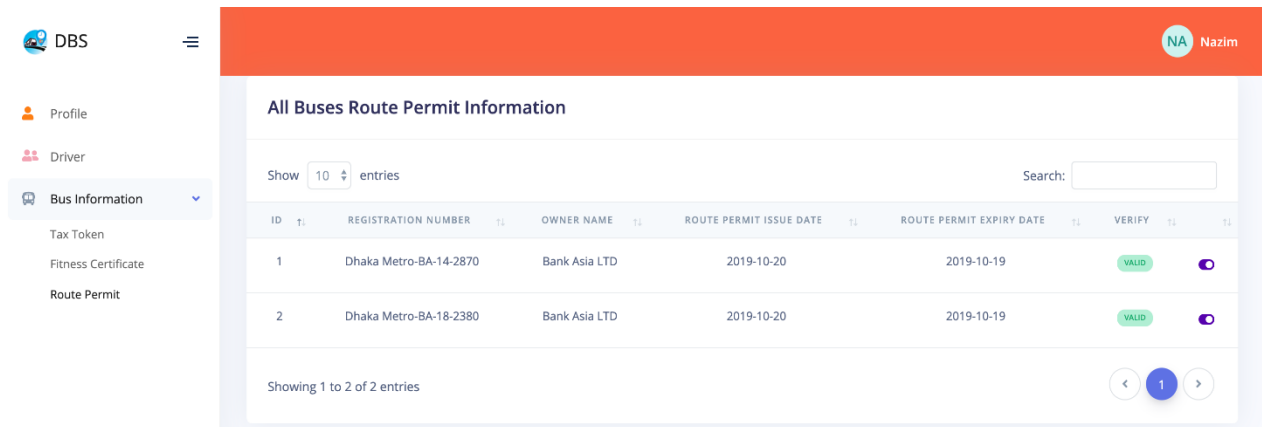 DBS
NA Nazim
Profile
Driver
Bus Information
Tax Token
Fitness Certificate
Route Permit
All Buses Route Permit Information
Show 10 entries Search:
ID REGISTRATION NUMBER OWNER NAME ROUTE PERMIT ISSUE DATE ROUTE PERMIT EXPIRY DATE VERIFY
1 Dhaka Metro-BA-14-2870 Bank Asia LTD 2019-10-20 2019-10-19 VALID
2 Dhaka Metro-BA-18-2380 Bank Asia LTD 2019-10-20 2019-10-19 VALID
Showing 1 to 2 of 2 entries
1